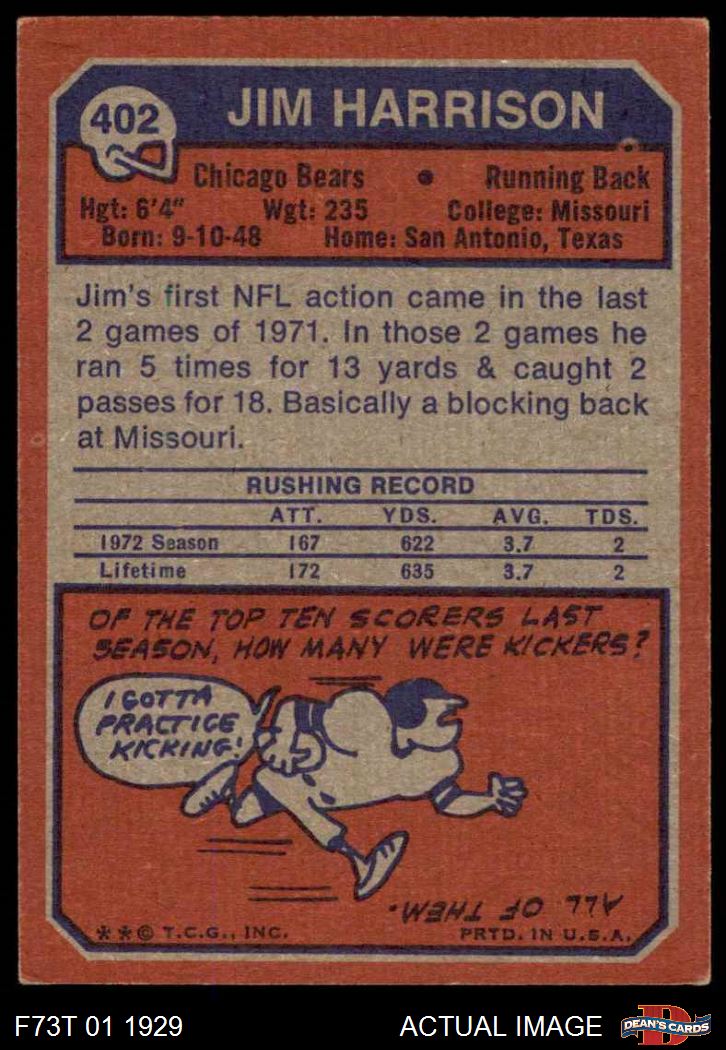 402
JIM HARRISON
Chicago Bears • Running Back
Hgt: 6'4" Wgt: 235 College: Missouri
Born: 9-10-48 Home: San Antonio, Texas
Jim's first NFL action came in the last
2 games of 1971. In those 2 games he
ran 5 times for 13 yards & caught 2
passes for 18. Basically a blocking back
at Missouri.
RUSHING RECORD
ATT. YDS. AVG. TDS.
1972 Season 167 622 3.7 2
Lifetime 172 635 3.7 2
OF THE TOP TEN SCORERS LAST
SEASON, HOW MANY WERE KICKERS?
I GOTTA
PRACTICE
KICKING!
ALL OF THEM.
**© T.C.G., INC. PRTD. IN U.S.A.
F73T 01 1929 ACTUAL IMAGE
D
DEAN'S CARDS